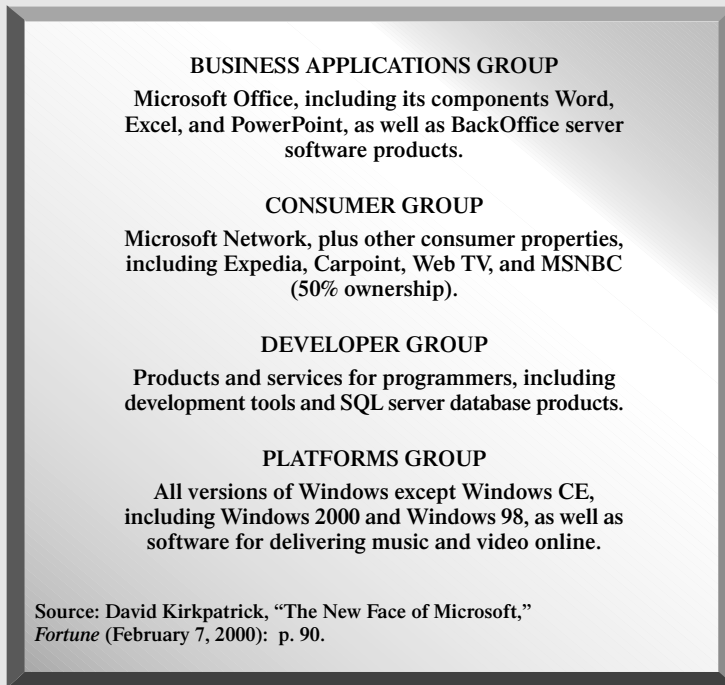 BUSINESS APPLICATIONS GROUP
Microsoft Office, including its components Word,
Excel, and PowerPoint, as well as BackOffice server
software products.
CONSUMER GROUP
Microsoft Network, plus other consumer properties,
including Expedia, Carpoint, Web TV, and MSNBC
(50% ownership).
DEVELOPER GROUP
Products and services for programmers, including
development tools and SQL server database products.
PLATFORMS GROUP
All versions of Windows except Windows CE,
including Windows 2000 and Windows 98, as well as
software for delivering music and video online.
Source: David Kirkpatrick, “The New Face of Microsoft,”
Fortune (February 7, 2000): p. 90.